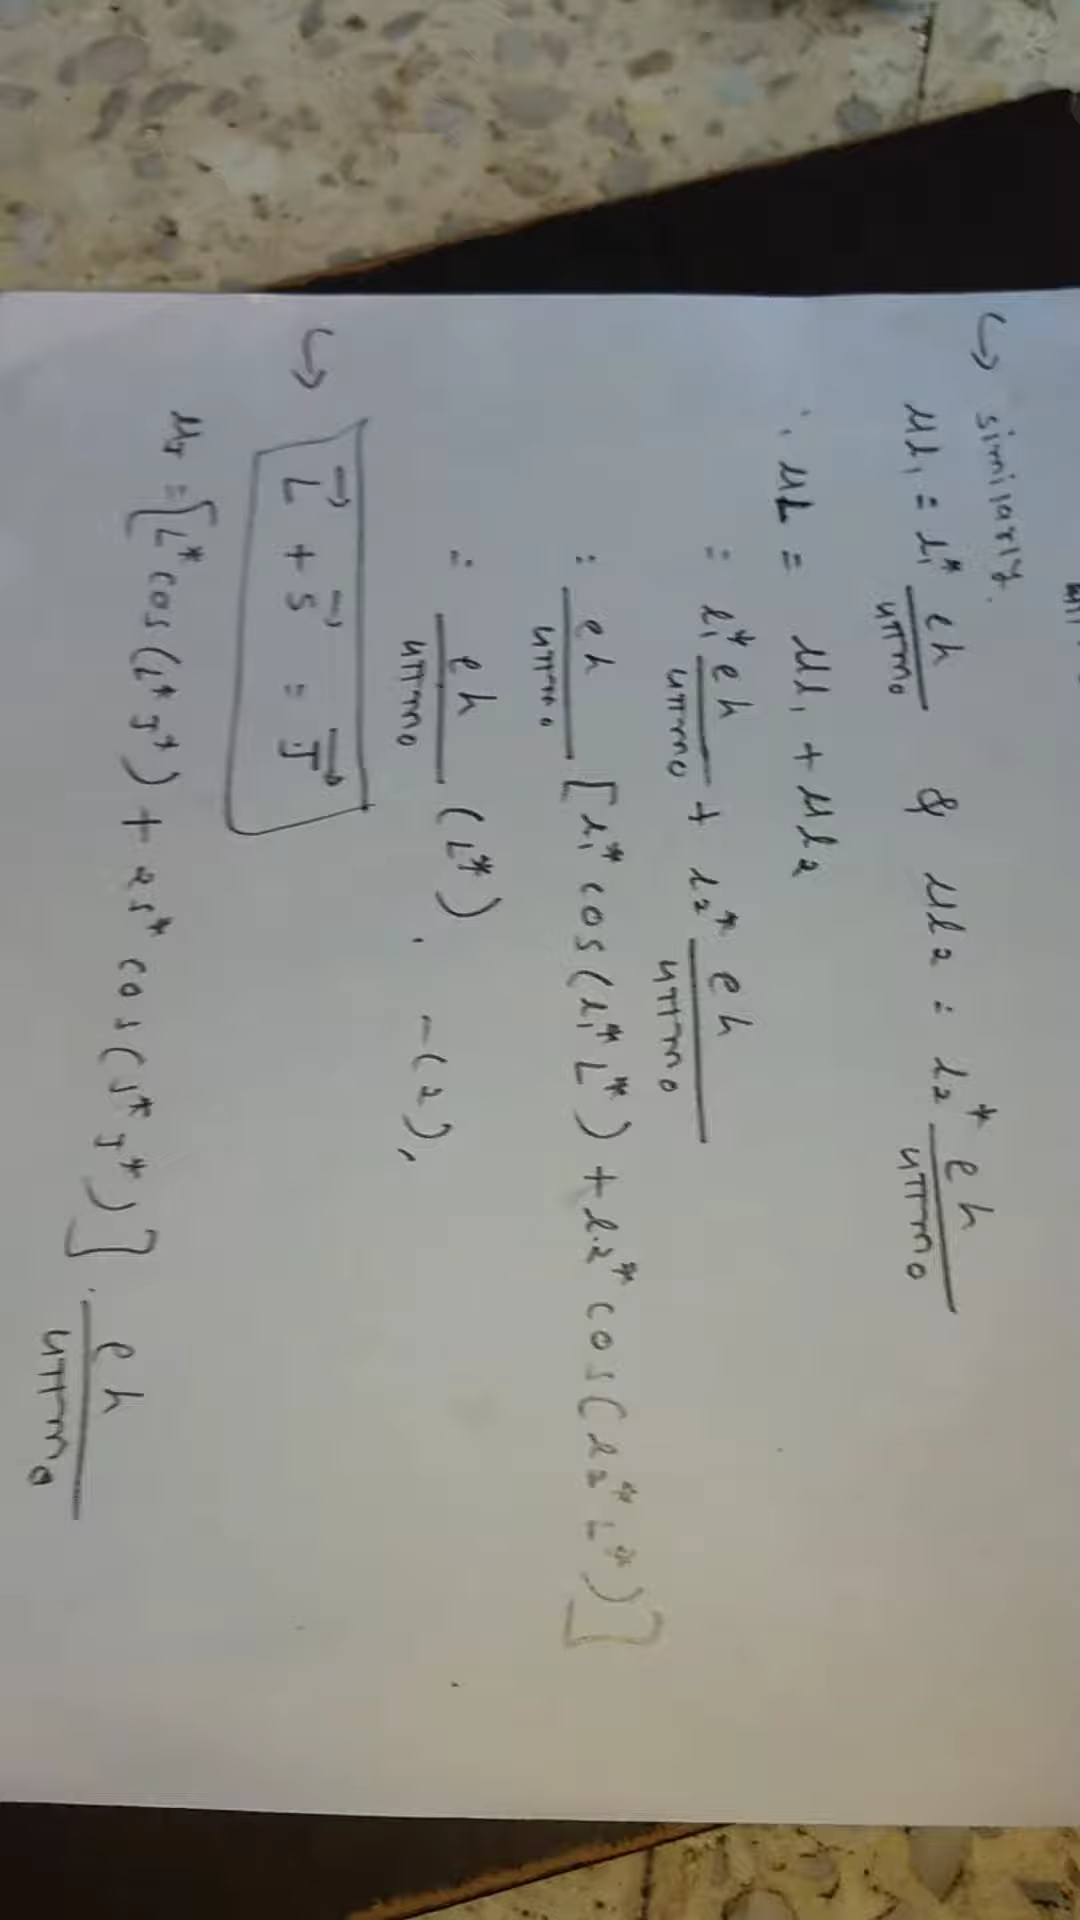 ↪ similarly.
μl₁ = l₁* eh/4πm₀ & μl₂ = l₂* eh/4πm₀
∴ μL = μl₁ + μl₂
= l₁* eh/4πm₀ + l₂* eh/4πm₀
= eh/4πm₀ [l₁* cos(l₁* L*) + l₂* cos(l₂* L*)]
= eh/4πm₀ (L*). –(2),
↪ L⃗ + S⃗ = J⃗
μJ = [L* cos(L* J*) + 2s* cos(s* J*)] . eh/4πm₀